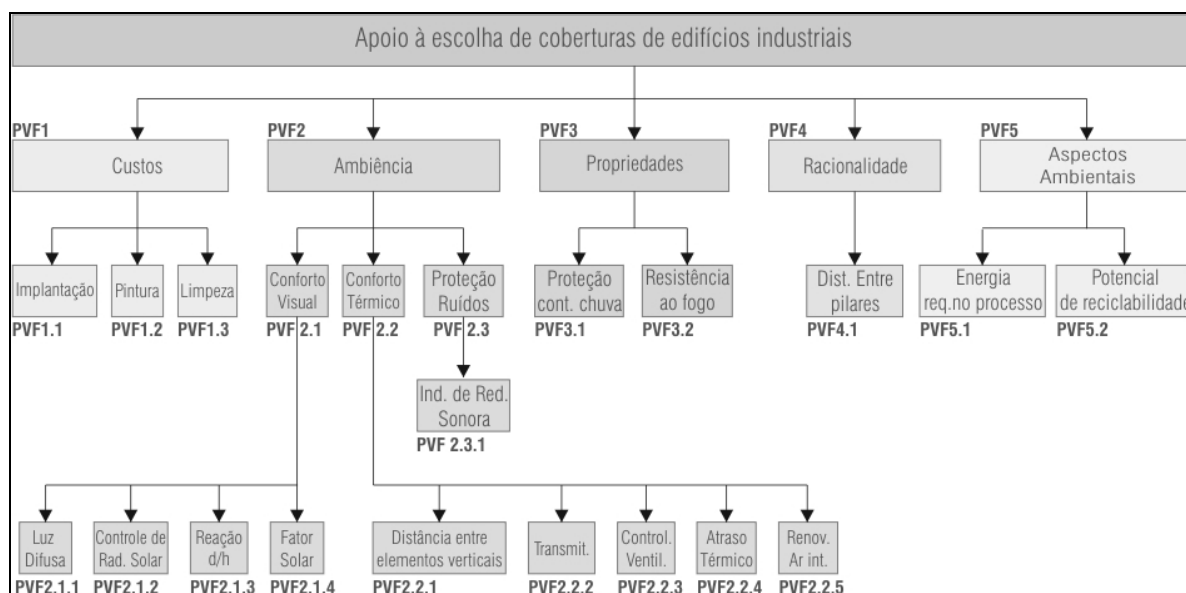 Apoio à escolha de coberturas de edifícios industriais
PVF1
PVF2
PVF3
PVF4
PVF5
Custos
Ambiência
Propriedades
Racionalidade
Aspectos
Ambientais
Implantação
PVF1.1
Pintura
PVF1.2
Limpeza
PVF1.3
Conforto
Visual
PVF 2.1
Conforto
Térmico
PVF 2.2
Proteção
Ruídos
PVF 2.3
Proteção
cont. chuva
PVF3.1
Resistência
ao fogo
PVF3.2
Dist. Entre
pilares
PVF4.1
Energia
req.no processo
PVF5.1
Potencial
de reciclabilidade
PVF5.2
Ind. de Red.
Sonora
PVF 2.3.1
Luz
Difusa
PVF2.1.1
Controle de
Rad. Solar
PVF2.1.2
Reação
d/h
PVF2.1.3
Fator
Solar
PVF2.1.4
Distância entre
elementos verticais
PVF2.2.1
Transmit.
PVF2.2.2
Control.
Ventil.
PVF2.2.3
Atraso
Térmico
PVF2.2.4
Renov.
Ar int.
PVF2.2.5